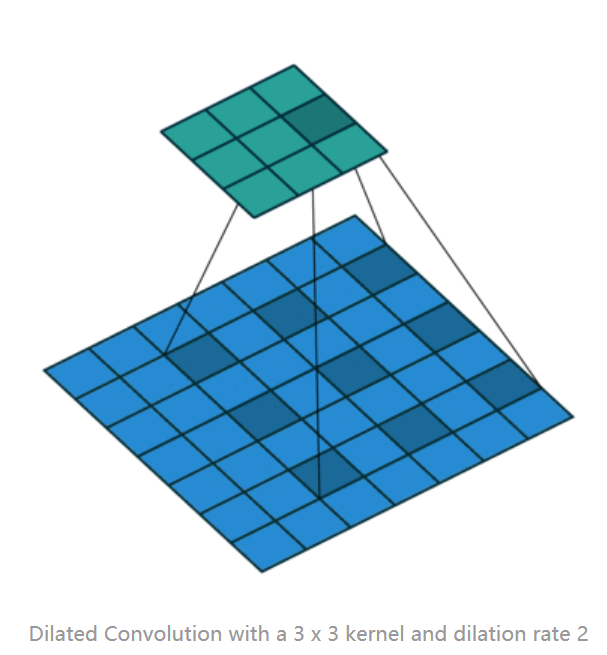 Dilated Convolution with a 3 x 3 kernel and dilation rate 2